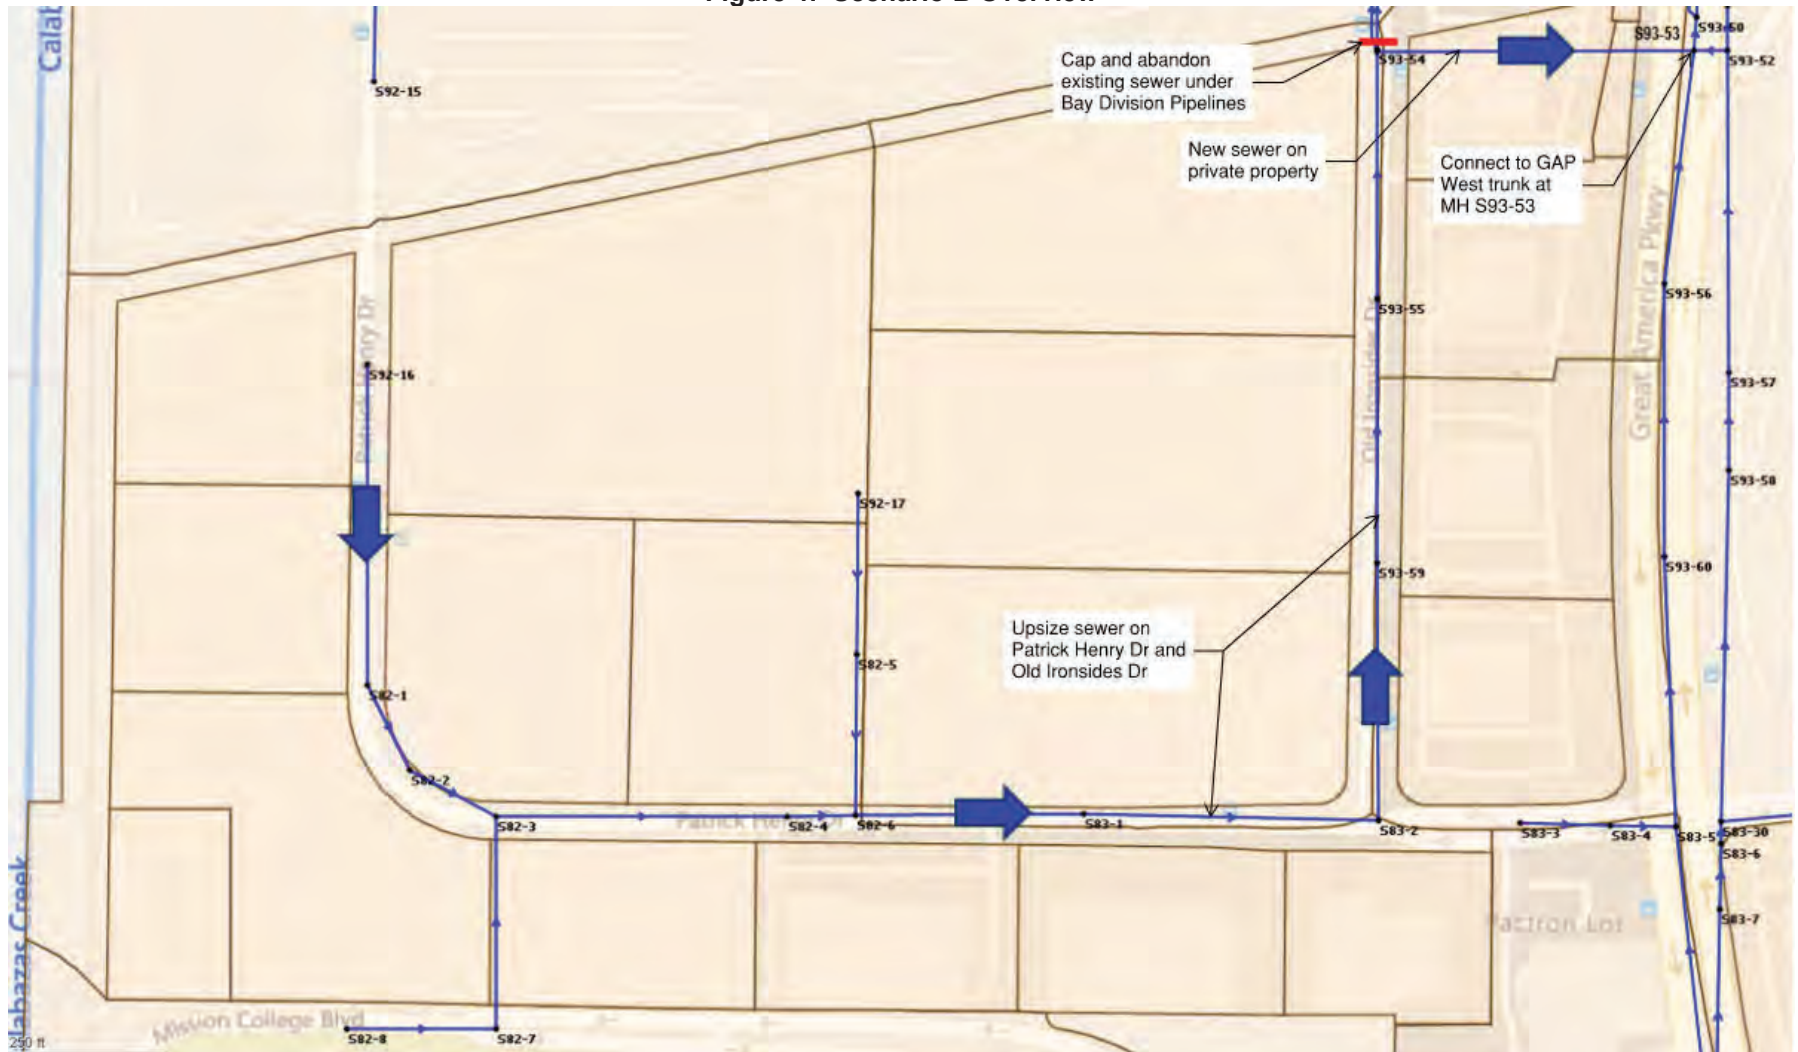 Calab
S92-15
Cap and abandon
existing sewer under
Bay Division Pipelines
S93-54
S93-53
S93-50
S93-52
New sewer on
private property
Connect to GAP
West trunk at
MH S93-53
Great America Pkwy
S93-56
S93-55
Patrick Henry Dr
S92-16
Old Ironsides Dr
S93-57
S93-58
S92-17
S93-59
S93-60
Upsize sewer on
Patrick Henry Dr and
Old Ironsides Dr
S82-5
S82-1
S82-2
S82-3
Patrick Henry Dr
S82-4
S82-6
S83-1
S83-2
S83-3
S83-4
S83-5
S83-30
S83-6
S83-7
alabazas Creek
Mission College Blvd
S82-8
S82-7
250 ft